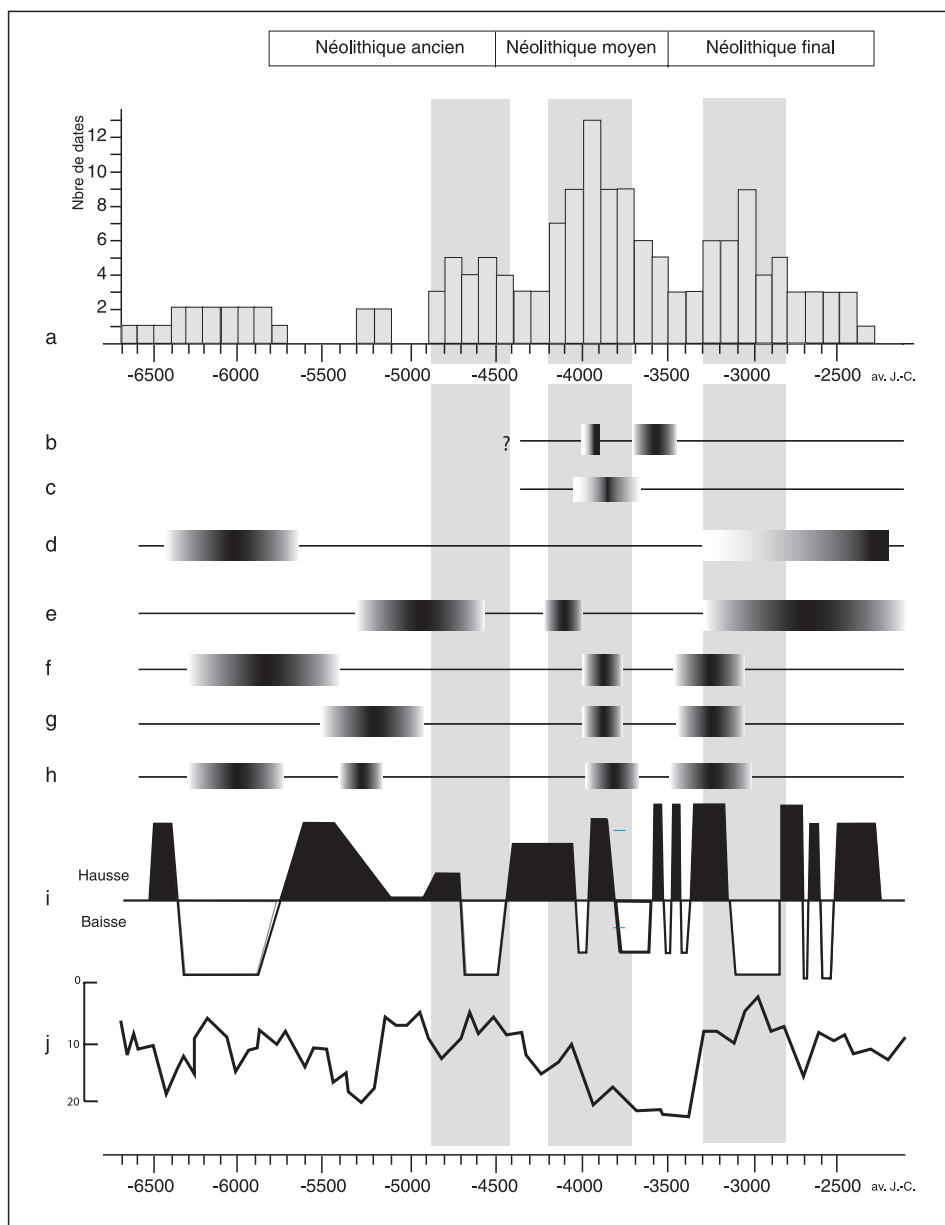 Néolithique ancien Néolithique moyen Néolithique final
Nbre de dates
12
10
8
6
4
2
a
-6500 -6000 -5500 -5000 -4500 -4000 -3500 -3000 -2500 av. J.-C.
b ?
c
d
e
f
g
h
Hausse
i
Baisse
0
j 10
20
-6500 -6000 -5500 -5000 -4500 -4000 -3500 -3000 -2500 av. J.-C.